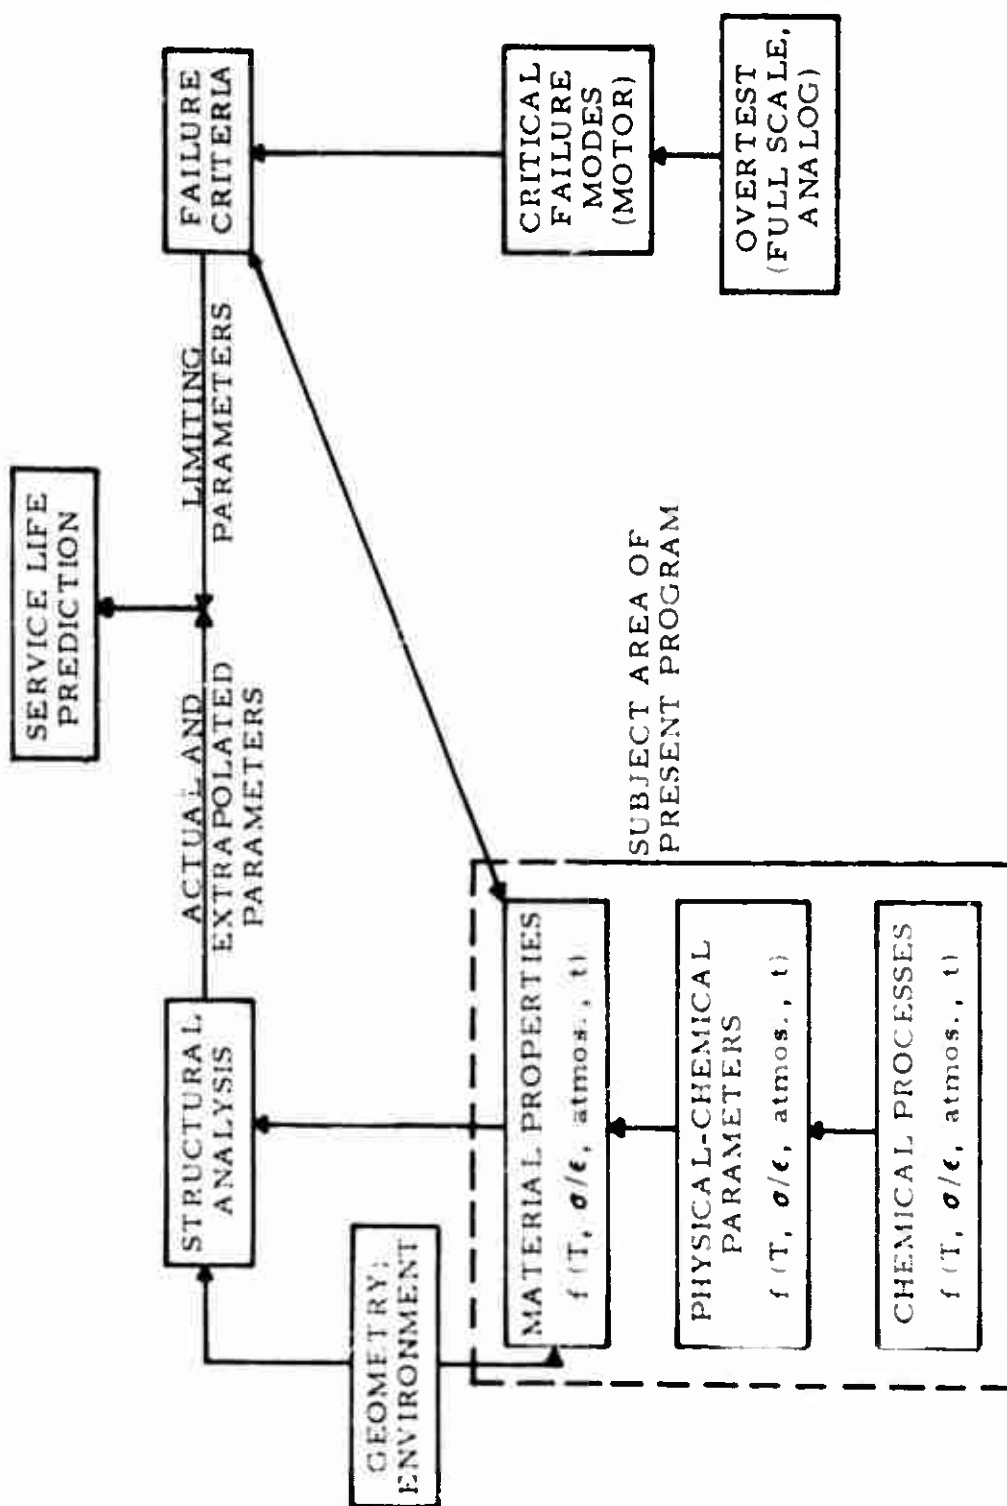 SERVICE LIFE
PREDICTION
STRUCTURAL
ANALYSIS
ACTUAL AND
EXTRAPOLATED
PARAMETERS
LIMITING
PARAMETERS
FAILURE
CRITERIA
GEOMETRY;
ENVIRONMENT
MATERIAL PROPERTIES
f (T, σ/ϵ, atmos., t)
SUBJECT AREA OF
PRESENT PROGRAM
CRITICAL
FAILURE
MODES
(MOTOR)
PHYSICAL-CHEMICAL
PARAMETERS
f (T, σ/ϵ, atmos., t)
OVERTEST
(FULL SCALE,
ANALOG)
CHEMICAL PROCESSES
f (T, σ/ϵ, atmos., t)